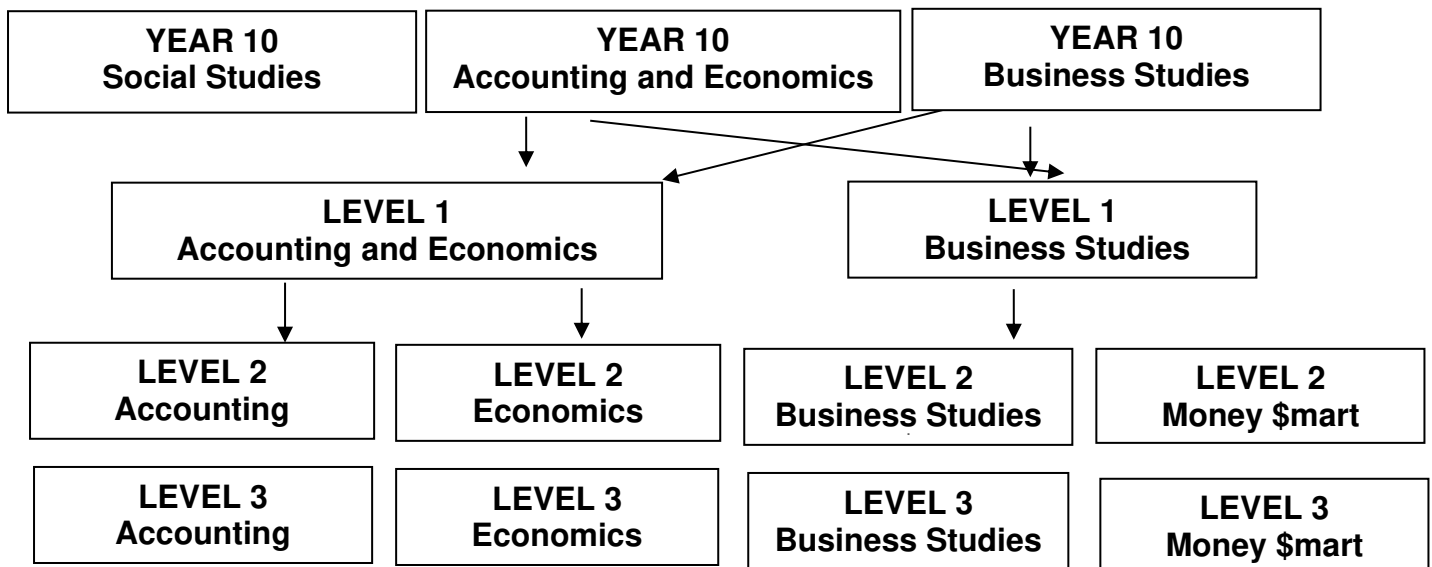 YEAR 10
Social Studies
YEAR 10
Accounting and Economics
YEAR 10
Business Studies
LEVEL 1
Accounting and Economics
LEVEL 1
Business Studies
LEVEL 2
Accounting
LEVEL 2
Economics
LEVEL 2
Business Studies
LEVEL 2
Money $mart
LEVEL 3
Accounting
LEVEL 3
Economics
LEVEL 3
Business Studies
LEVEL 3
Money $mart